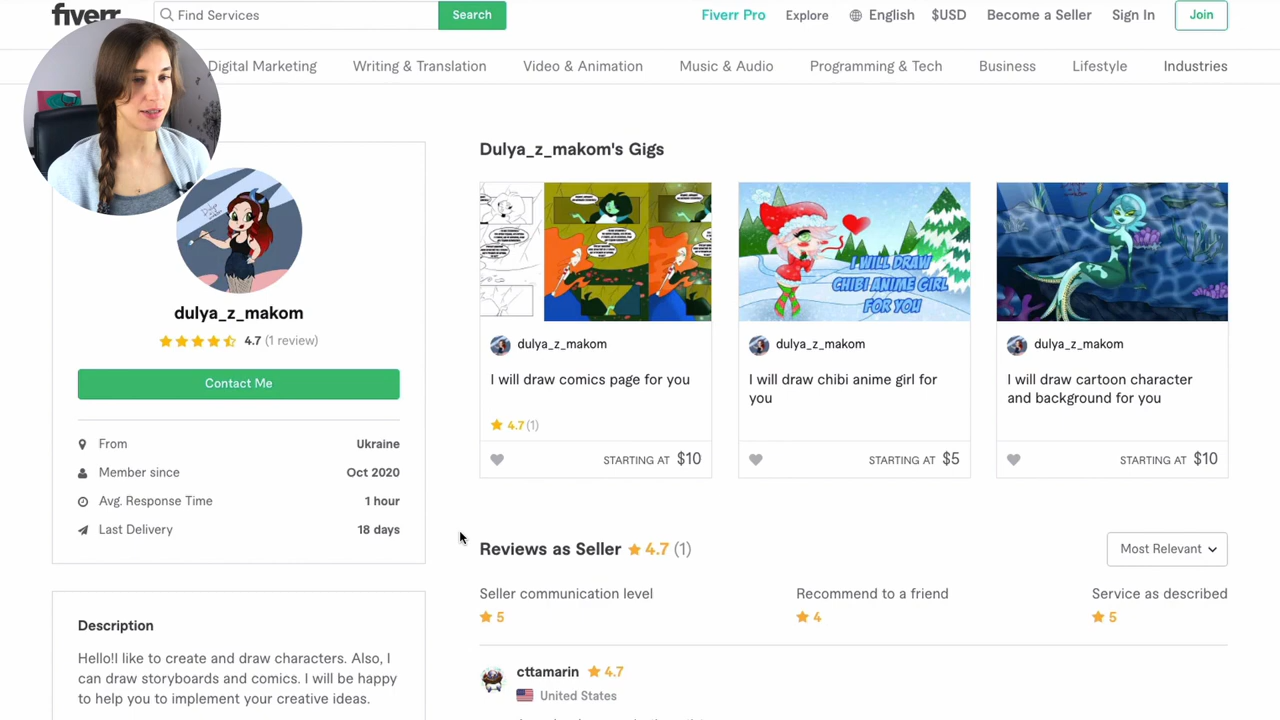 fiverr
Find Services
Search
Fiverr Pro
Explore
English
$USD
Become a Seller
Sign In
Join
Digital Marketing
Writing & Translation
Video & Animation
Music & Audio
Programming & Tech
Business
Lifestyle
Industries
dulya_z_makom
4.7 (1 review)
Contact Me
From Ukraine
Member since Oct 2020
Avg. Response Time 1 hour
Last Delivery 18 days
Description
Hello!I like to create and draw characters. Also, I
can draw storyboards and comics. I will be happy
to help you to implement your creative ideas.
Dulya_z_makom's Gigs
dulya_z_makom
I will draw comics page for you
4.7 (1)
STARTING AT $10
I WILL DRAW
CHIBI ANIME GIRL
FOR YOU
dulya_z_makom
I will draw chibi anime girl for
you
STARTING AT $5
dulya_z_makom
I will draw cartoon character
and background for you
STARTING AT $10
Reviews as Seller 4.7 (1)
Most Relevant
Seller communication level
5
Recommend to a friend
4
Service as described
5
cttamarin 4.7
United States